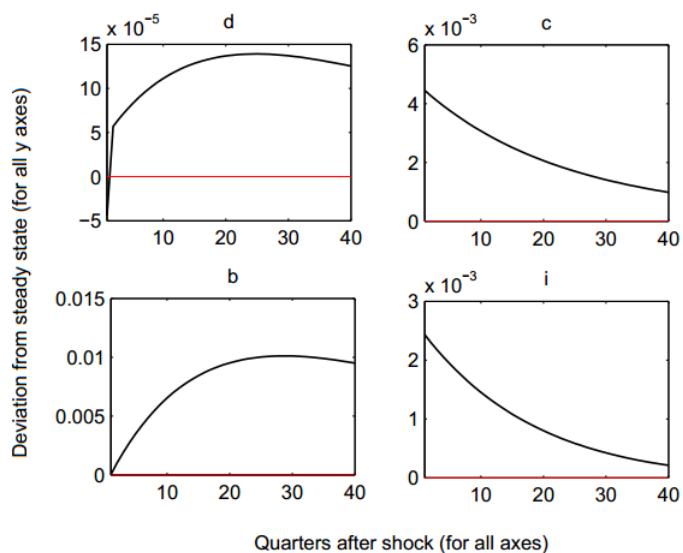 d
x 10⁻⁵
15
10
5
0
−5
10 20 30 40
c
x 10⁻³
6
4
2
0
10 20 30 40
b
0.015
0.01
0.005
0
10 20 30 40
i
x 10⁻³
3
2
1
0
10 20 30 40
Deviation from steady state (for all y axes)
Quarters after shock (for all axes)